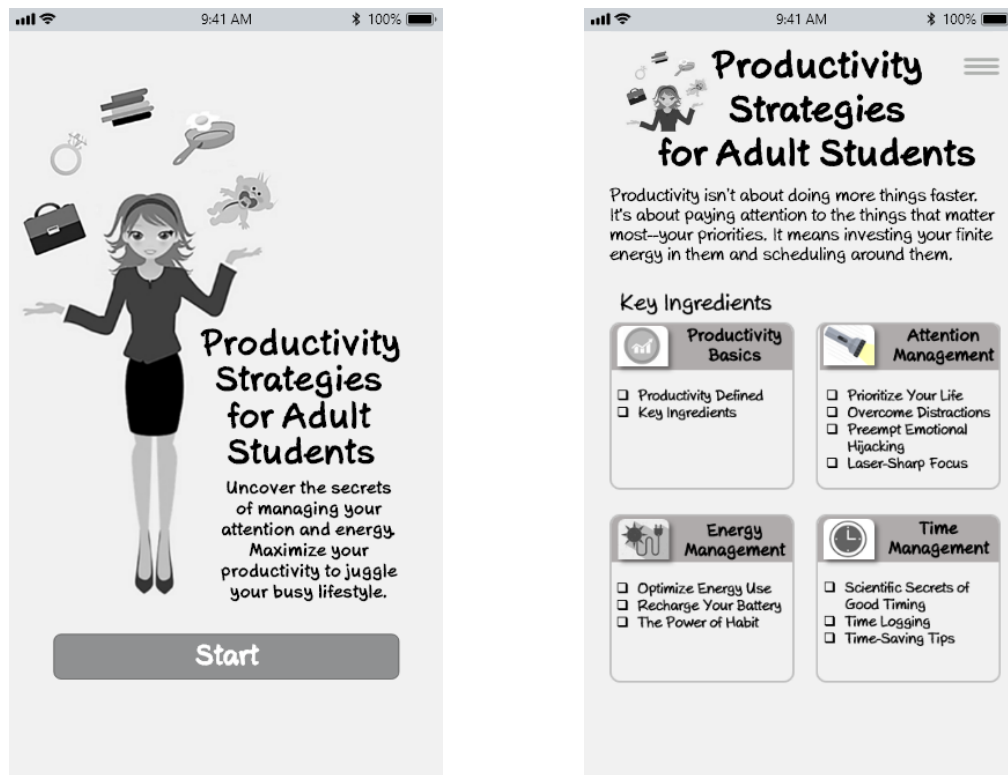 9:41 AM
100%
Productivity
Strategies
for Adult
Students
Uncover the secrets
of managing your
attention and energy.
Maximize your
productivity to juggle
your busy lifestyle.
Start
9:41 AM
100%
Productivity
Strategies
for Adult Students
Productivity isn't about doing more things faster.
It's about paying attention to the things that matter
most--your priorities. It means investing your finite
energy in them and scheduling around them.
Key Ingredients
Productivity
Basics
❑ Productivity Defined
❑ Key Ingredients
Attention
Management
❑ Prioritize Your Life
❑ Overcome Distractions
❑ Preempt Emotional
Hijacking
❑ Laser-Sharp Focus
Energy
Management
❑ Optimize Energy Use
❑ Recharge Your Battery
❑ The Power of Habit
Time
Management
❑ Scientific Secrets of
Good Timing
❑ Time Logging
❑ Time-Saving Tips